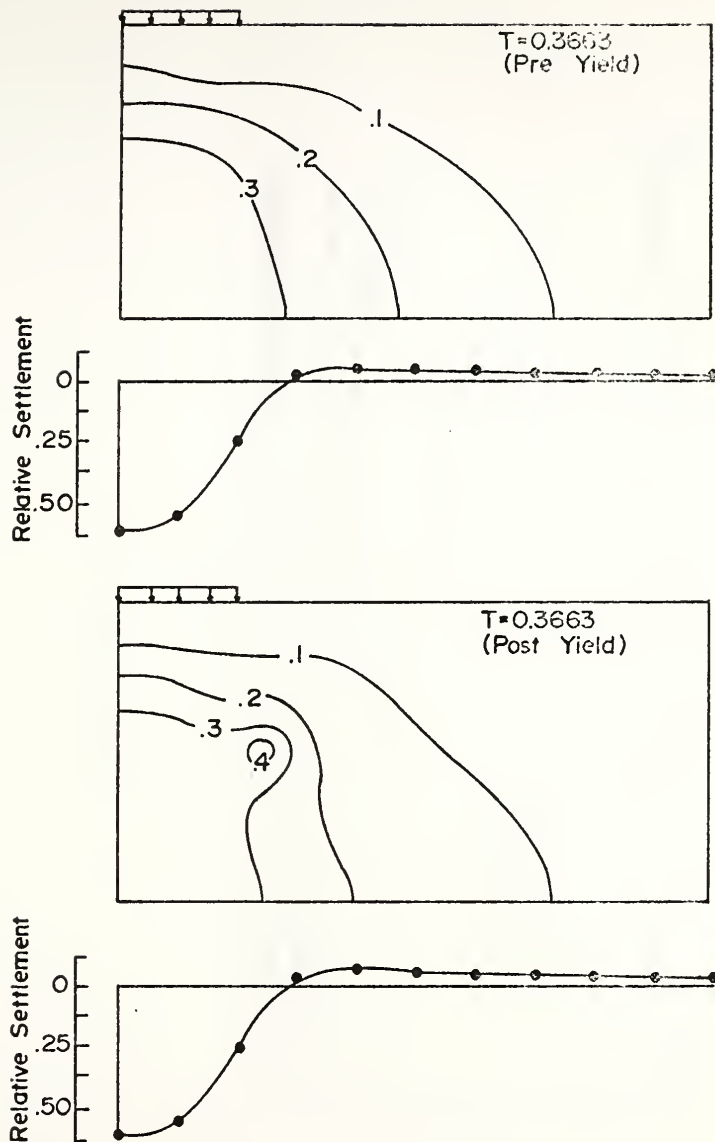 T=0.3663
(Pre Yield)
.1
.2
.3
Relative Settlement
0
.25
.50
T=0.3663
(Post Yield)
.1
.2
.3
.4
Relative Settlement
0
.25
.50